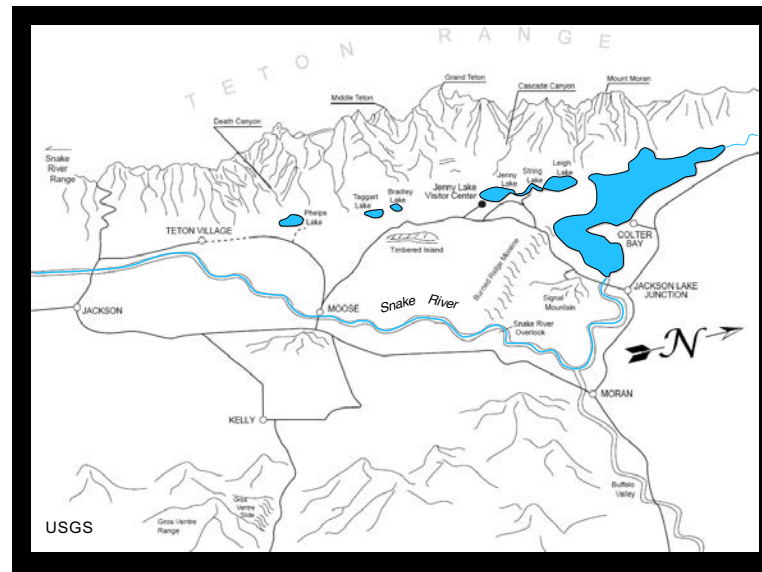 TETON RANGE
Grand Teton
Mount Moran
Cascade Canyon
Middle Teton
Death Canyon
Snake
River
Range
Leigh
Lake
String
Lake
Jenny
Lake
Jenny Lake
Visitor Center
Bradley
Lake
Taggart
Lake
Phelps
Lake
TETON VILLAGE
COLTER
BAY
Timbered Island
Burned Ridge Moraine
JACKSON LAKE
JUNCTION
Signal
Mountain
Snake River
JACKSON
MOOSE
Snake River
Overlook
N
MORAN
KELLY
Buffalo
Valley
Gros
Ventre
Slide
Gros Ventre
Range
USGS